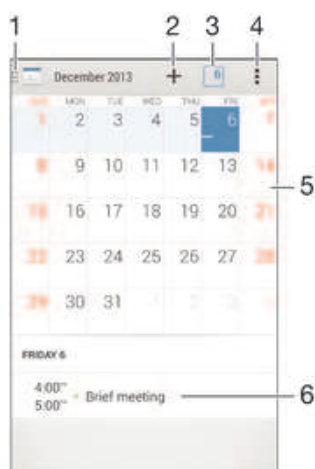 1 2 3 4
December 2013 + 6
MON TUE WED THU FRI
1 2 3 4 5 6 7
8 9 10 11 12 13 14 5
15 16 17 18 19 20 21
22 23 24 25 26 27 28
29 30 31
FRIDAY 6
4:00
Brief meeting 6
5:00